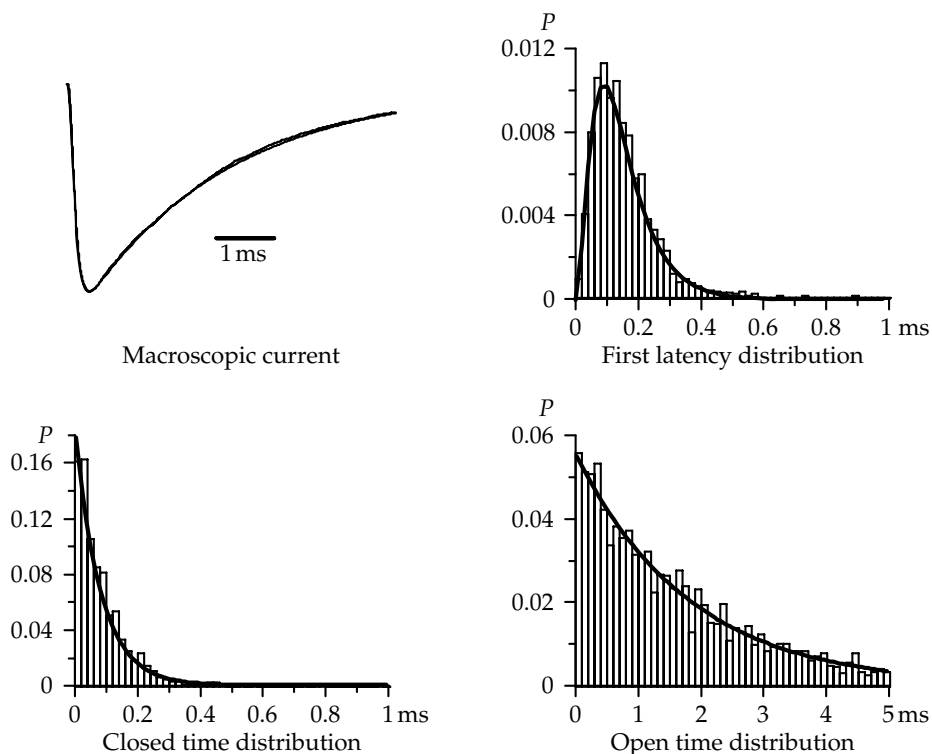 P
0.012
0.008
0.004
0
0 0.2 0.4 0.6 0.8 1 ms
First latency distribution
1 ms
Macroscopic current
P
0.16
0.12
0.08
0.04
0
0 0.2 0.4 0.6 0.8 1 ms
Closed time distribution
P
0.06
0.04
0.02
0
0 1 2 3 4 5 ms
Open time distribution